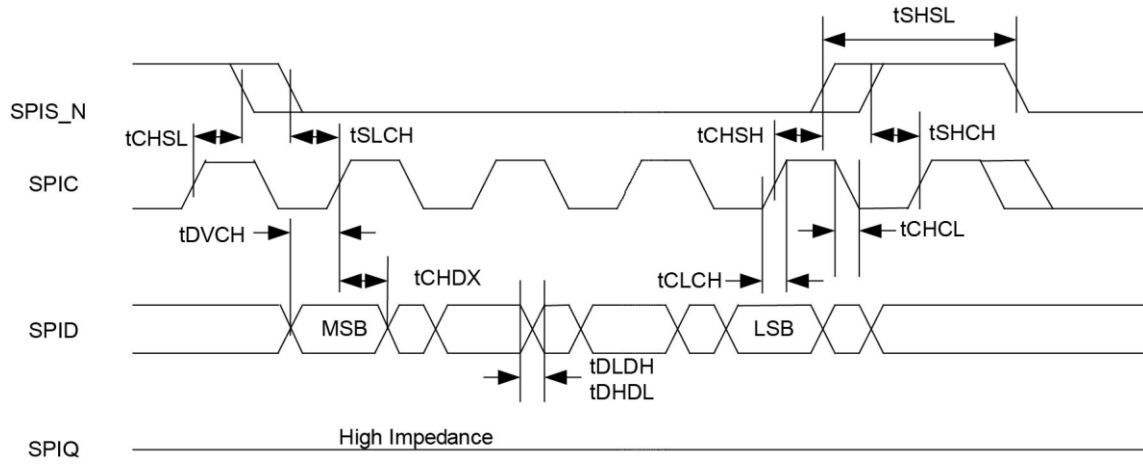 tSHSL
SPIS_N
tCHSL
tSLCH
tCHSH
tSHCH
SPIC
tDVCH
tCHCL
tCHDX
tCLCH
SPID
MSB
LSB
tDLDH
tDHDL
High Impedance
SPIQ